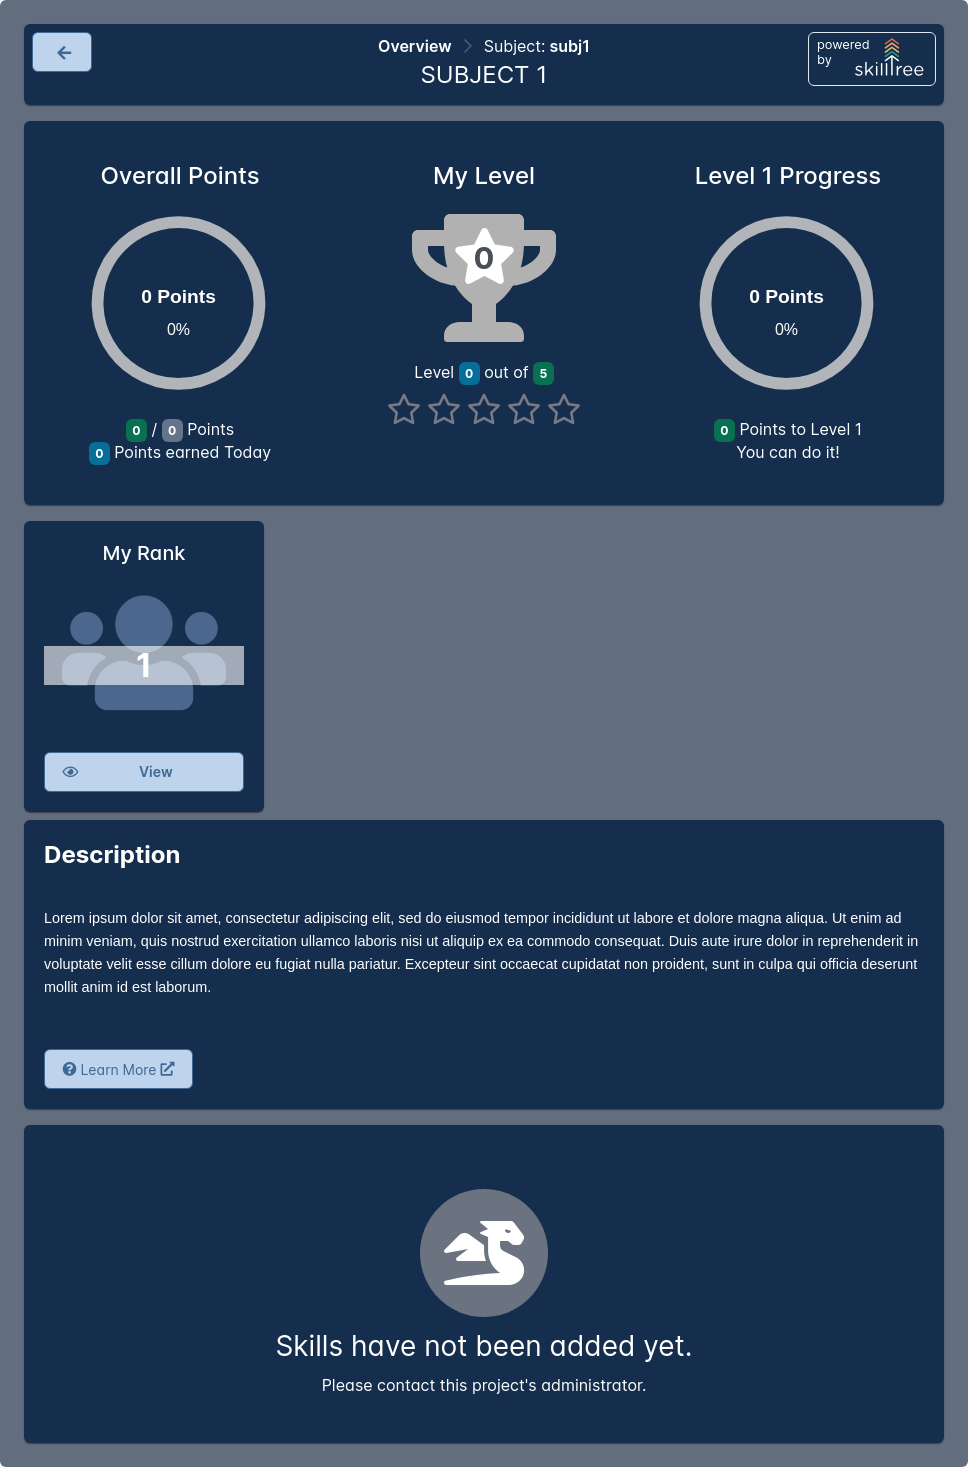 Overview > Subject: subj1
SUBJECT 1
powered
by
skilltree
Overall Points
0 Points
0%
0 / 0 Points
0 Points earned Today
My Level
0
Level 0 out of 5
Level 1 Progress
0 Points
0%
0 Points to Level 1
You can do it!
My Rank
1
View
Description
Lorem ipsum dolor sit amet, consectetur adipiscing elit, sed do eiusmod tempor incididunt ut labore et dolore magna aliqua. Ut enim ad
minim veniam, quis nostrud exercitation ullamco laboris nisi ut aliquip ex ea commodo consequat. Duis aute irure dolor in reprehenderit in
voluptate velit esse cillum dolore eu fugiat nulla pariatur. Excepteur sint occaecat cupidatat non proident, sunt in culpa qui officia deserunt
mollit anim id est laborum.
Learn More
Skills have not been added yet.
Please contact this project's administrator.